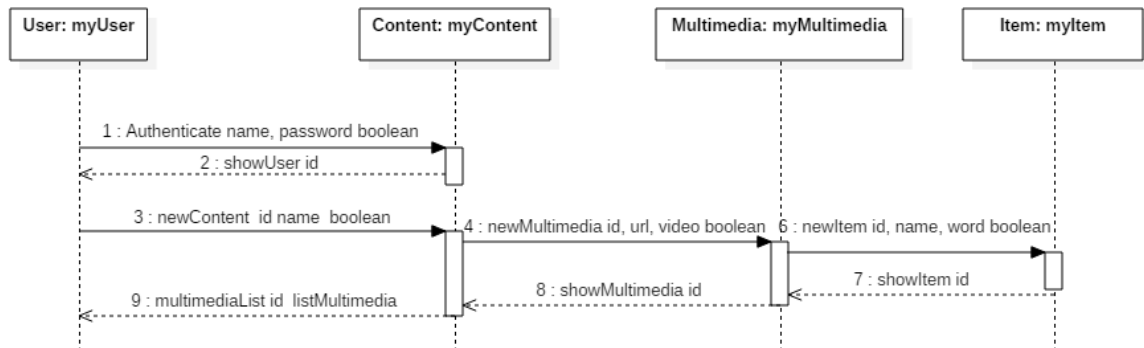 User: myUser
Content: myContent
Multimedia: myMultimedia
Item: myItem
1 : Authenticate name, password boolean
2 : showUser id
3 : newContent id name boolean
4 : newMultimedia id, url, video boolean
6 : newItem id, name, word boolean
7 : showItem id
8 : showMultimedia id
9 : multimediaList id listMultimedia